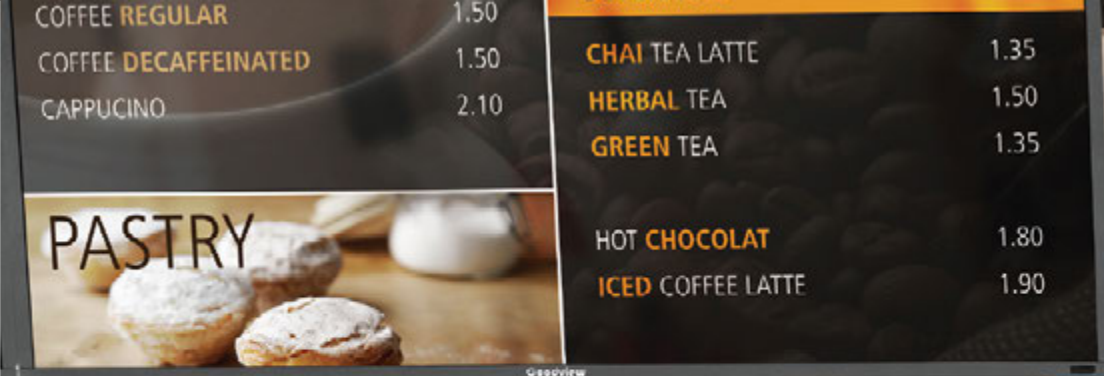 COFFEE REGULAR 1.50
COFFEE DECAFFEINATED 1.50
CAPPUCINO 2.10
PASTRY
CHAI TEA LATTE 1.35
HERBAL TEA 1.50
GREEN TEA 1.35
HOT CHOCOLAT 1.80
ICED COFFEE LATTE 1.90
Goodview